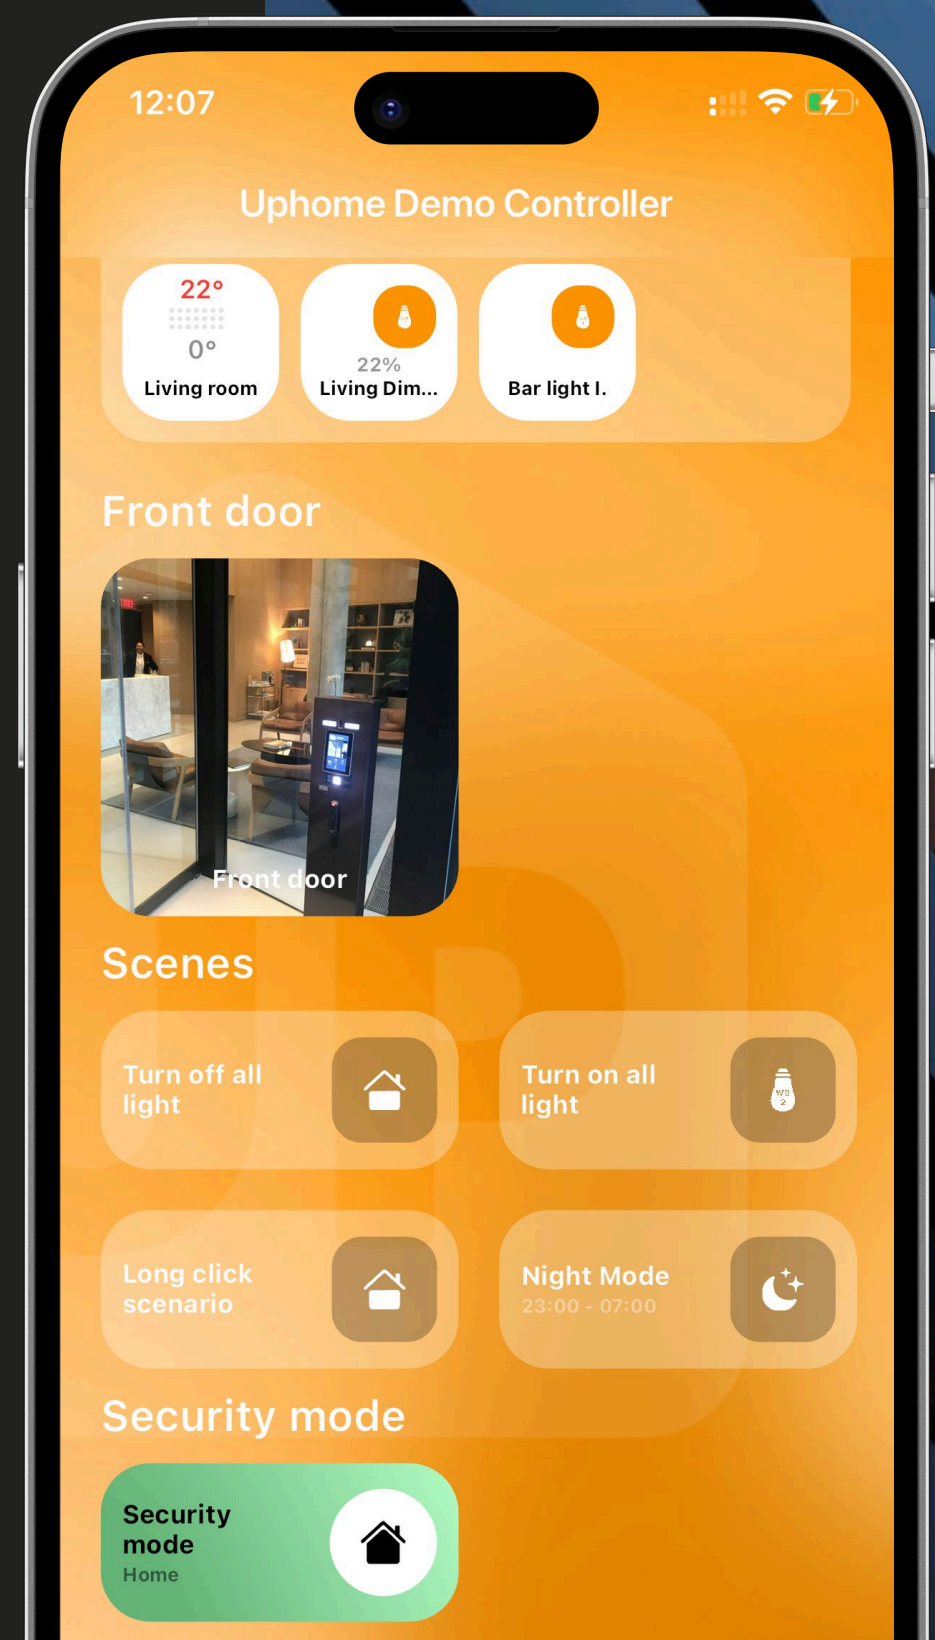 12:07
Uphome Demo Controller
22°
0°
Living room
22%
Living Dim...
Bar light I.
Front door
Front door
Scenes
Turn off all
light
Turn on all
light
Long click
scenario
Night Mode
23:00 - 07:00
Security mode
Security
mode
Home